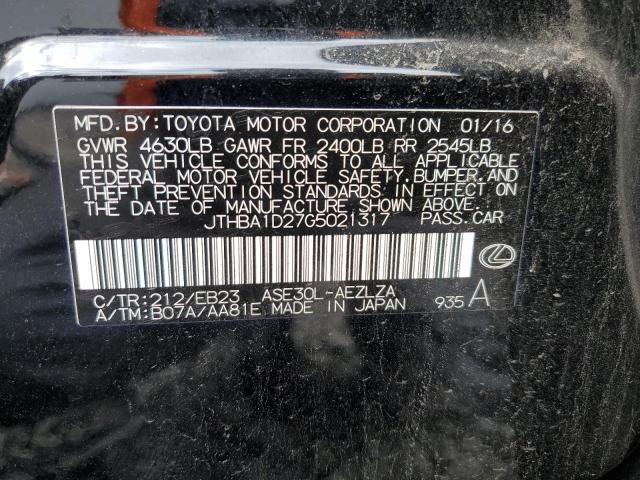 MFD. BY: TOYOTA MOTOR CORPORATION 01/16
GVWR 4630LB GAWR FR 2400LB RR 2545LB
THIS VEHICLE CONFORMS TO ALL APPLICABLE
FEDERAL MOTOR VEHICLE SAFETY, BUMPER, AND
THEFT PREVENTION STANDARDS IN EFFECT ON
THE DATE OF MANUFACTURE SHOWN ABOVE.
JTHBA1D27G5021317 PASS. CAR
C/TR: 212/EB23 ASE30L-AEZLZA
A/TM: B07A/AA81E MADE IN JAPAN 935 A